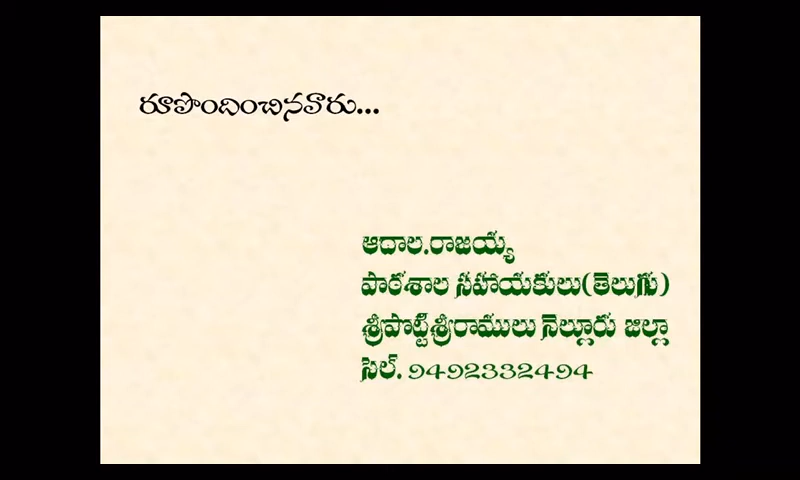 రూపొందించినవారు...
ఆదాల.రాజయ్య
పాఠశాల సహాయకులు(తెలుగు)
శ్రీపొట్టిశ్రీరాములు నెల్లూరు జిల్లా
సెల్. 9492332494